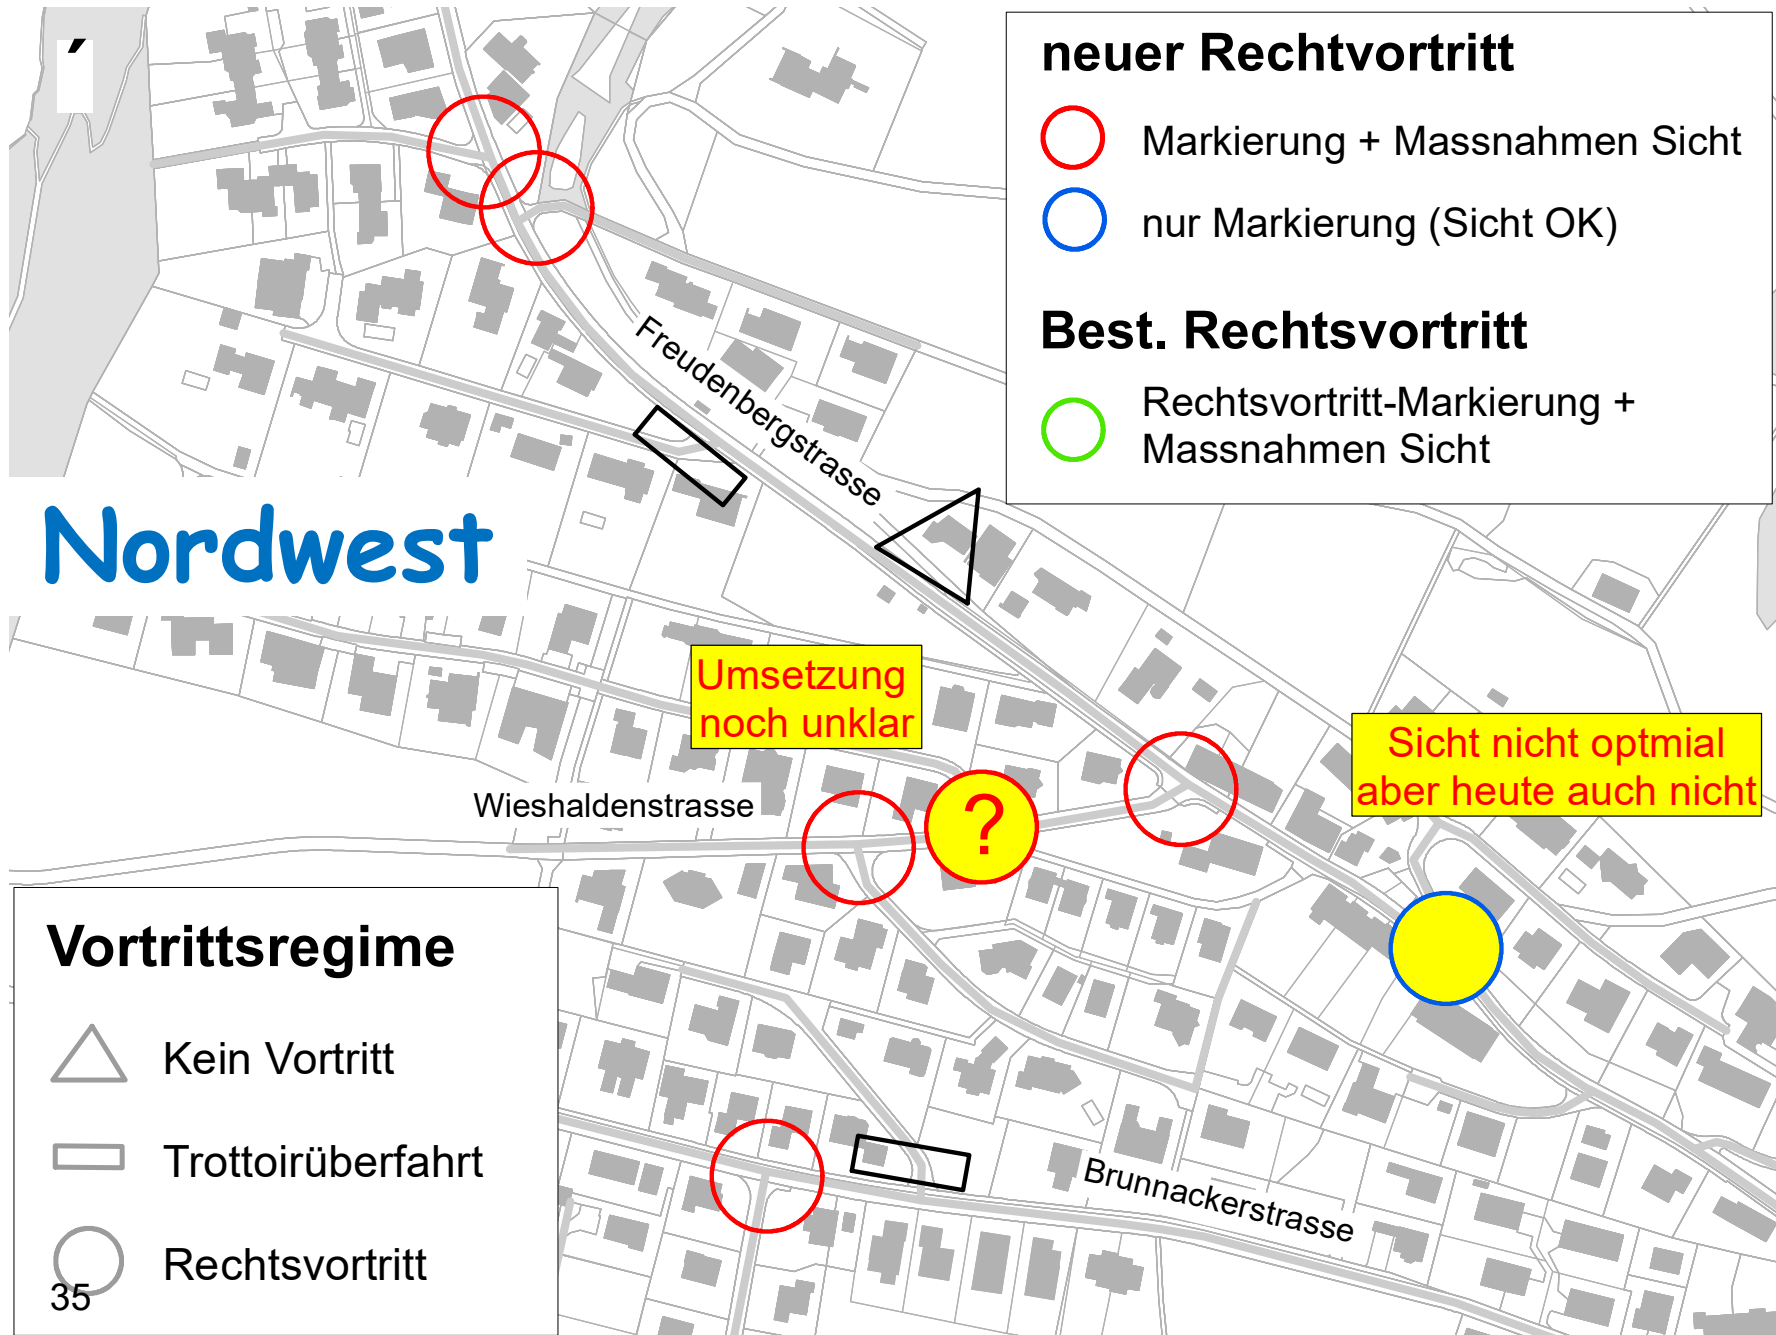 neuer Rechtvortritt
Markierung + Massnahmen Sicht
nur Markierung (Sicht OK)
Best. Rechtsvortritt
Rechtsvortritt-Markierung +
Massnahmen Sicht
Freudenbergstrasse
Nordwest
Umsetzung
noch unklar
Sicht nicht optmial
aber heute auch nicht
Wieshaldenstrasse
?
Vortrittsregime
Kein Vortritt
Trottoirüberfahrt
Rechtsvortritt
Brunnackerstrasse
35